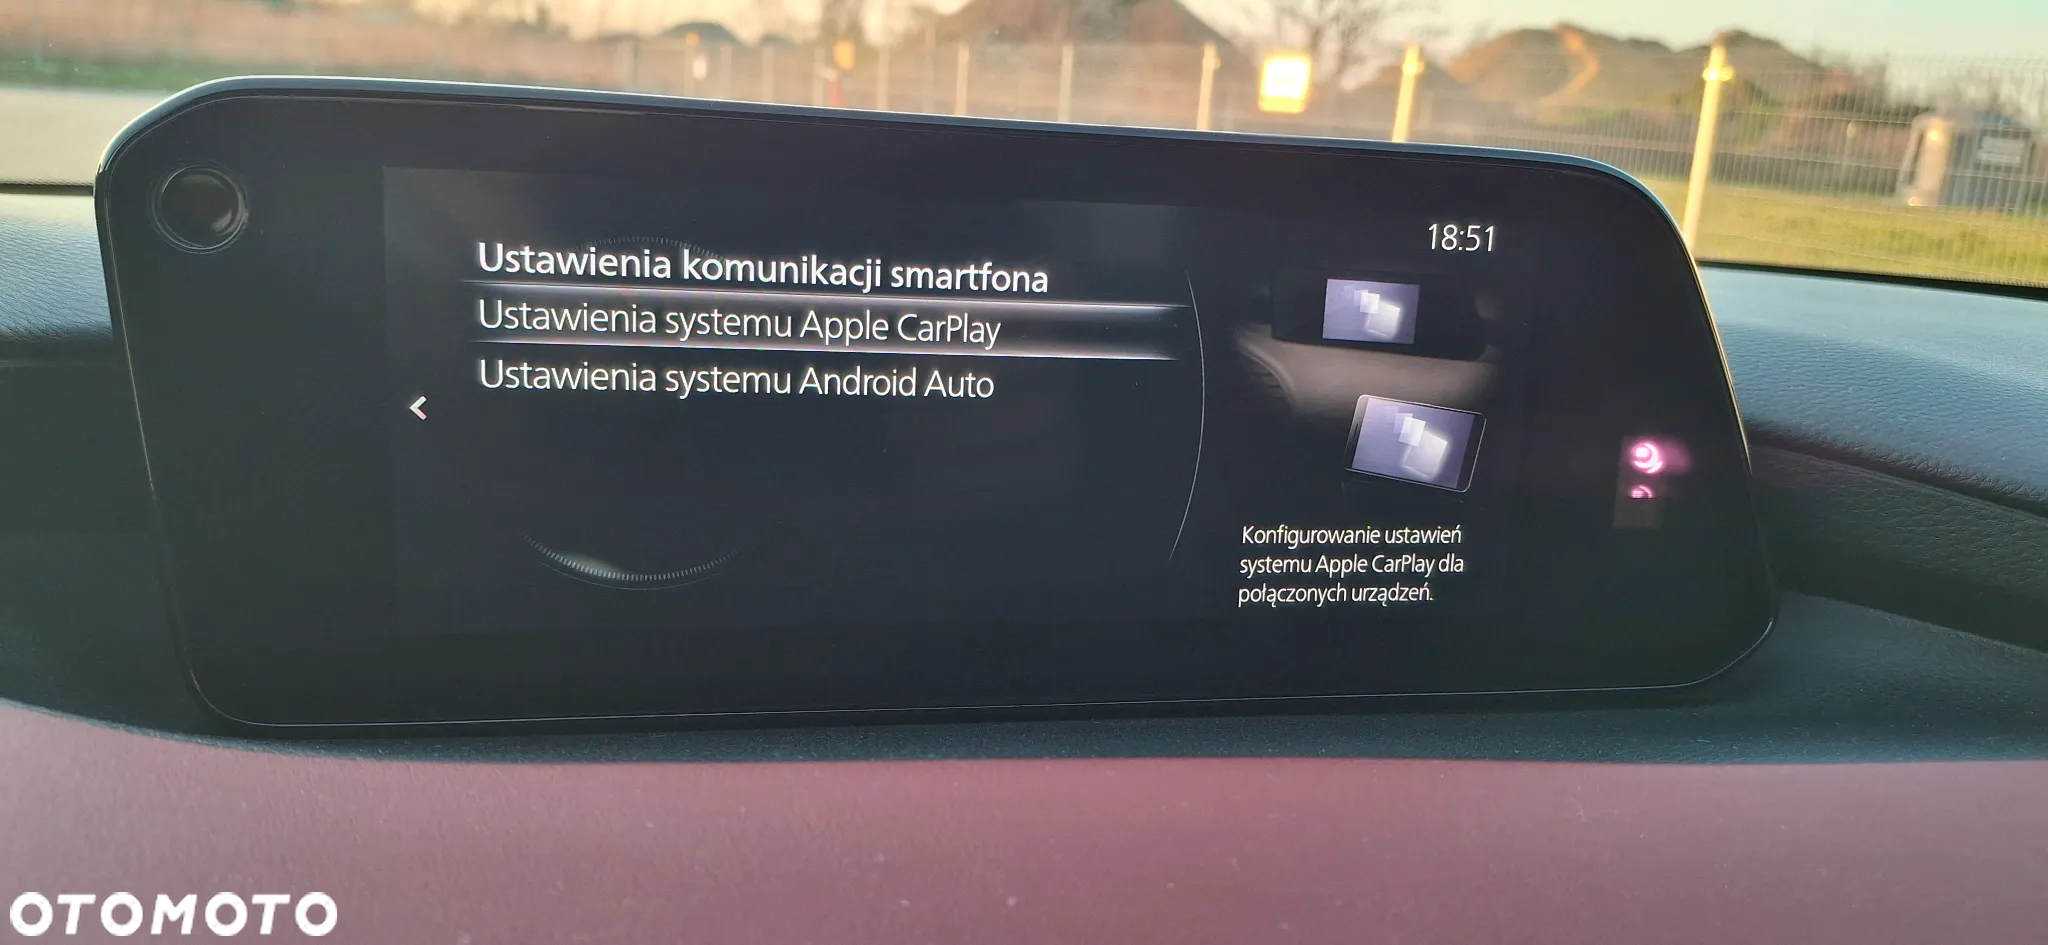 18:51
Ustawienia komunikacji smartfona
Ustawienia systemu Apple CarPlay
Ustawienia systemu Android Auto
Konfigurowanie ustawień
systemu Apple CarPlay dla
połączonych urządzeń.
OTOMOTO